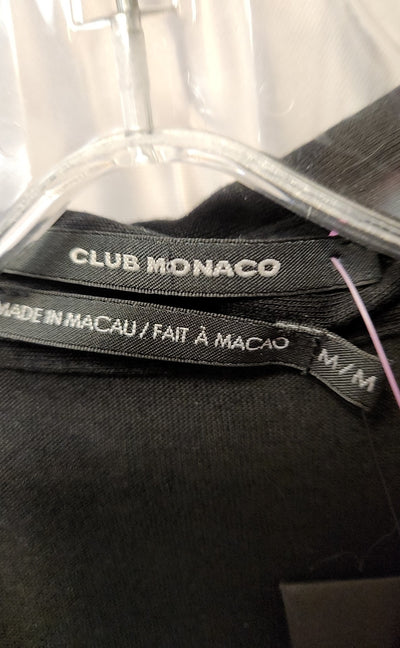 CLUB MONACO
MADE IN MACAU / FAIT À MACAO
M/M